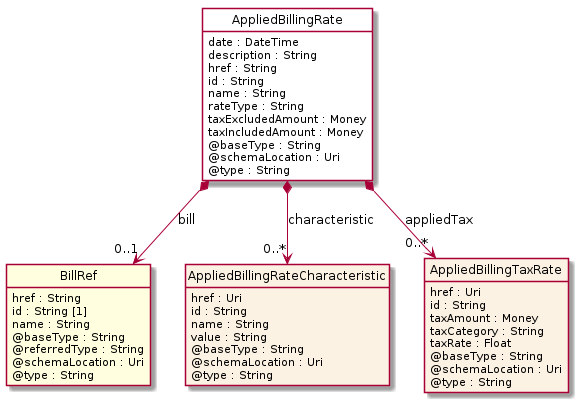 AppliedBillingRate
date : DateTime
description : String
href : String
id : String
name : String
rateType : String
taxExcludedAmount : Money
taxIncludedAmount : Money
@baseType : String
@schemaLocation : Uri
@type : String
bill
characteristic
appliedTax
0..1
0..*
0..*
BillRef
href : String
id : String [1]
name : String
@baseType : String
@referredType : String
@schemaLocation : Uri
@type : String
AppliedBillingRateCharacteristic
href : Uri
id : String
name : String
value : String
@baseType : String
@schemaLocation : Uri
@type : String
AppliedBillingTaxRate
href : Uri
id : String
taxAmount : Money
taxCategory : String
taxRate : Float
@baseType : String
@schemaLocation : Uri
@type : String